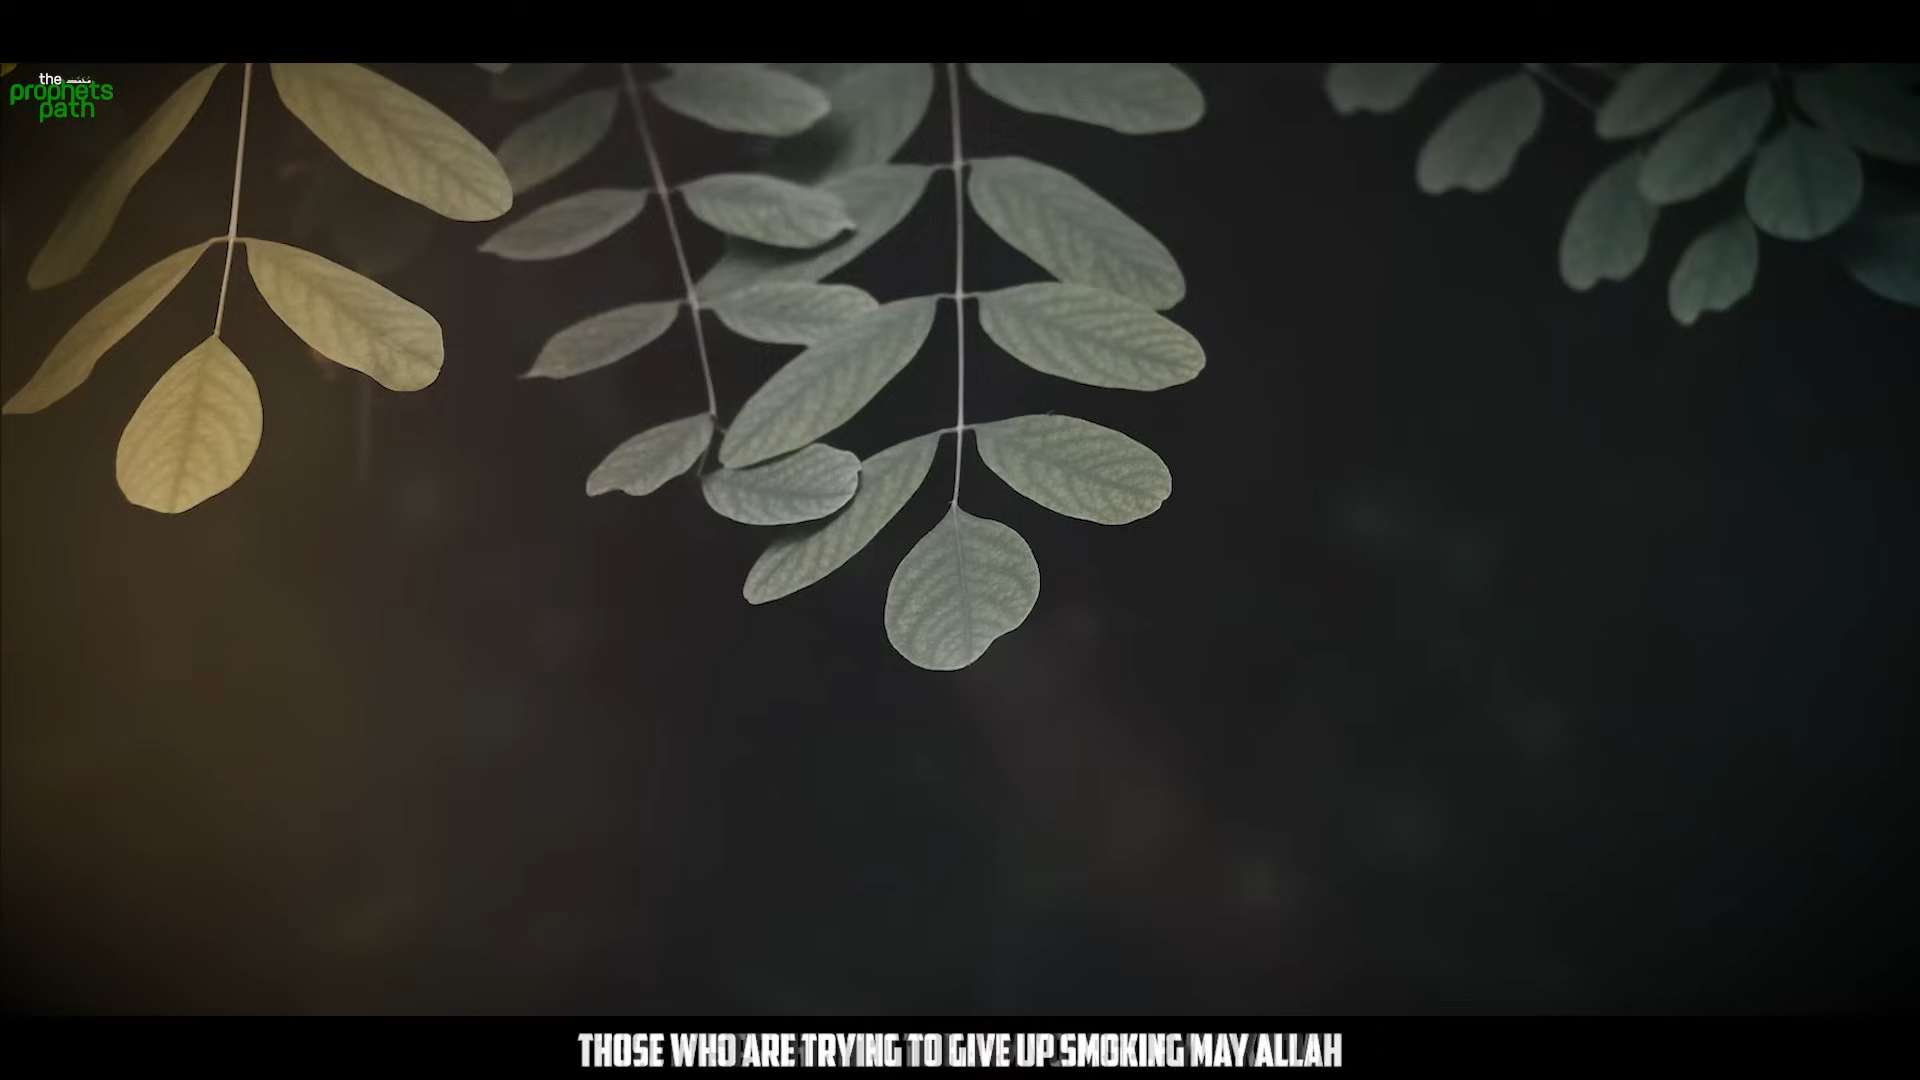 the
prophets
path
THOSE WHO ARE TRYING TO GIVE UP SMOKING MAY ALLAH